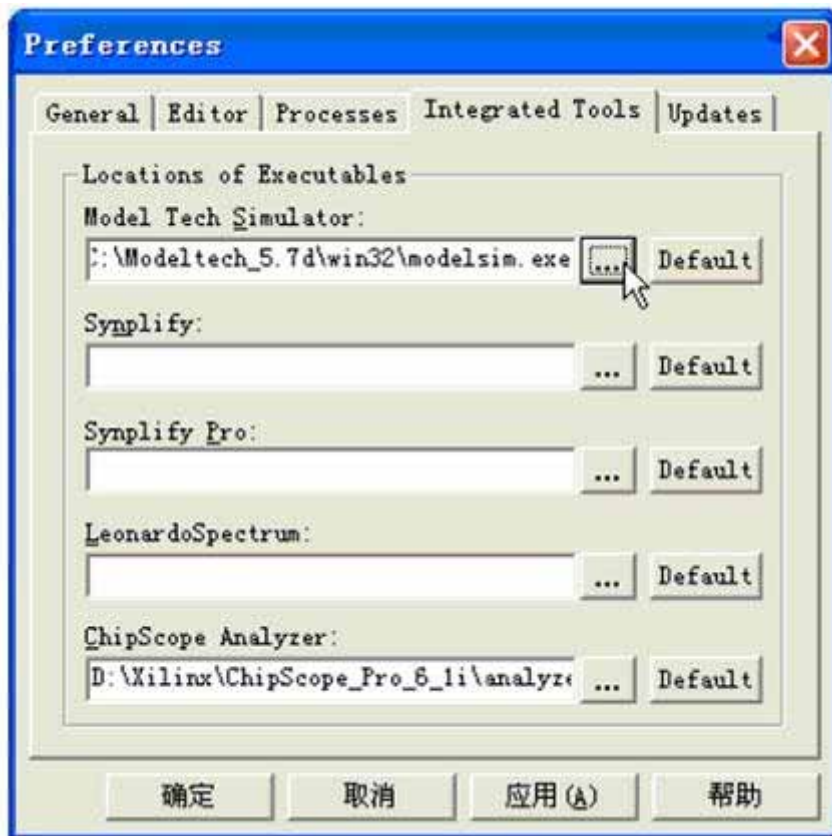 Preferences
General Editor Processes Integrated Tools Updates
Locations of Executables
Model Tech Simulator:
:\Modeltech_5.7d\win32\modelsim.exe ... Default
Synplify:
... Default
Synplify Pro:
... Default
LeonardoSpectrum:
... Default
ChipScope Analyzer:
D:\Xilinx\ChipScope_Pro_6_1i\analyze ... Default
确定 取消 应用(A) 帮助